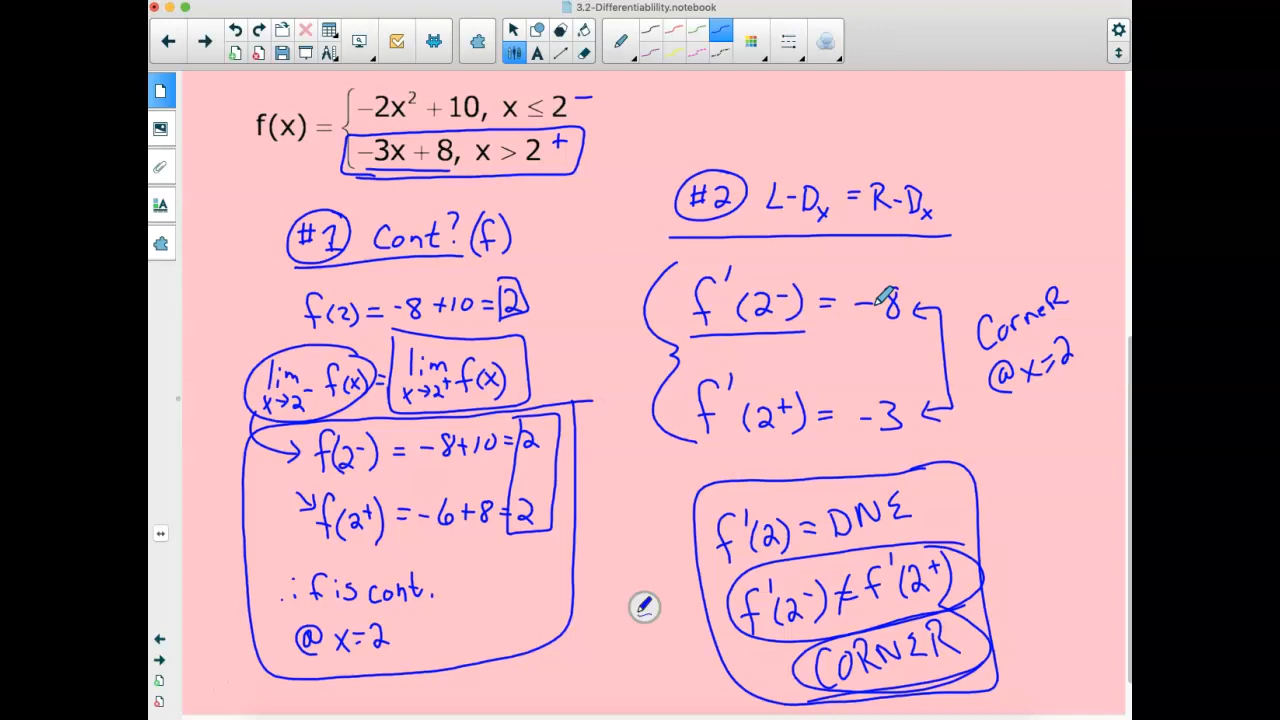 3.2-Differentiability.notebook
f(x) = { -2x² + 10, x ≤ 2 -
-3x + 8, x > 2 +
#1 Cont? (f)
f(2) = -8 +10 = 2
lim x→2⁻ f(x) = lim x→2⁺ f(x)
f(2⁻) = -8+10 = 2
f(2⁺) = -6+8 = 2
∴ f is cont.
@ x=2
#2 L-Dx = R-Dx
f'(2⁻) = -8
f'(2⁺) = -3
CORNER
@ x=2
f'(2) = DNE
f'(2⁻) ≠ f'(2⁺)
CORNER